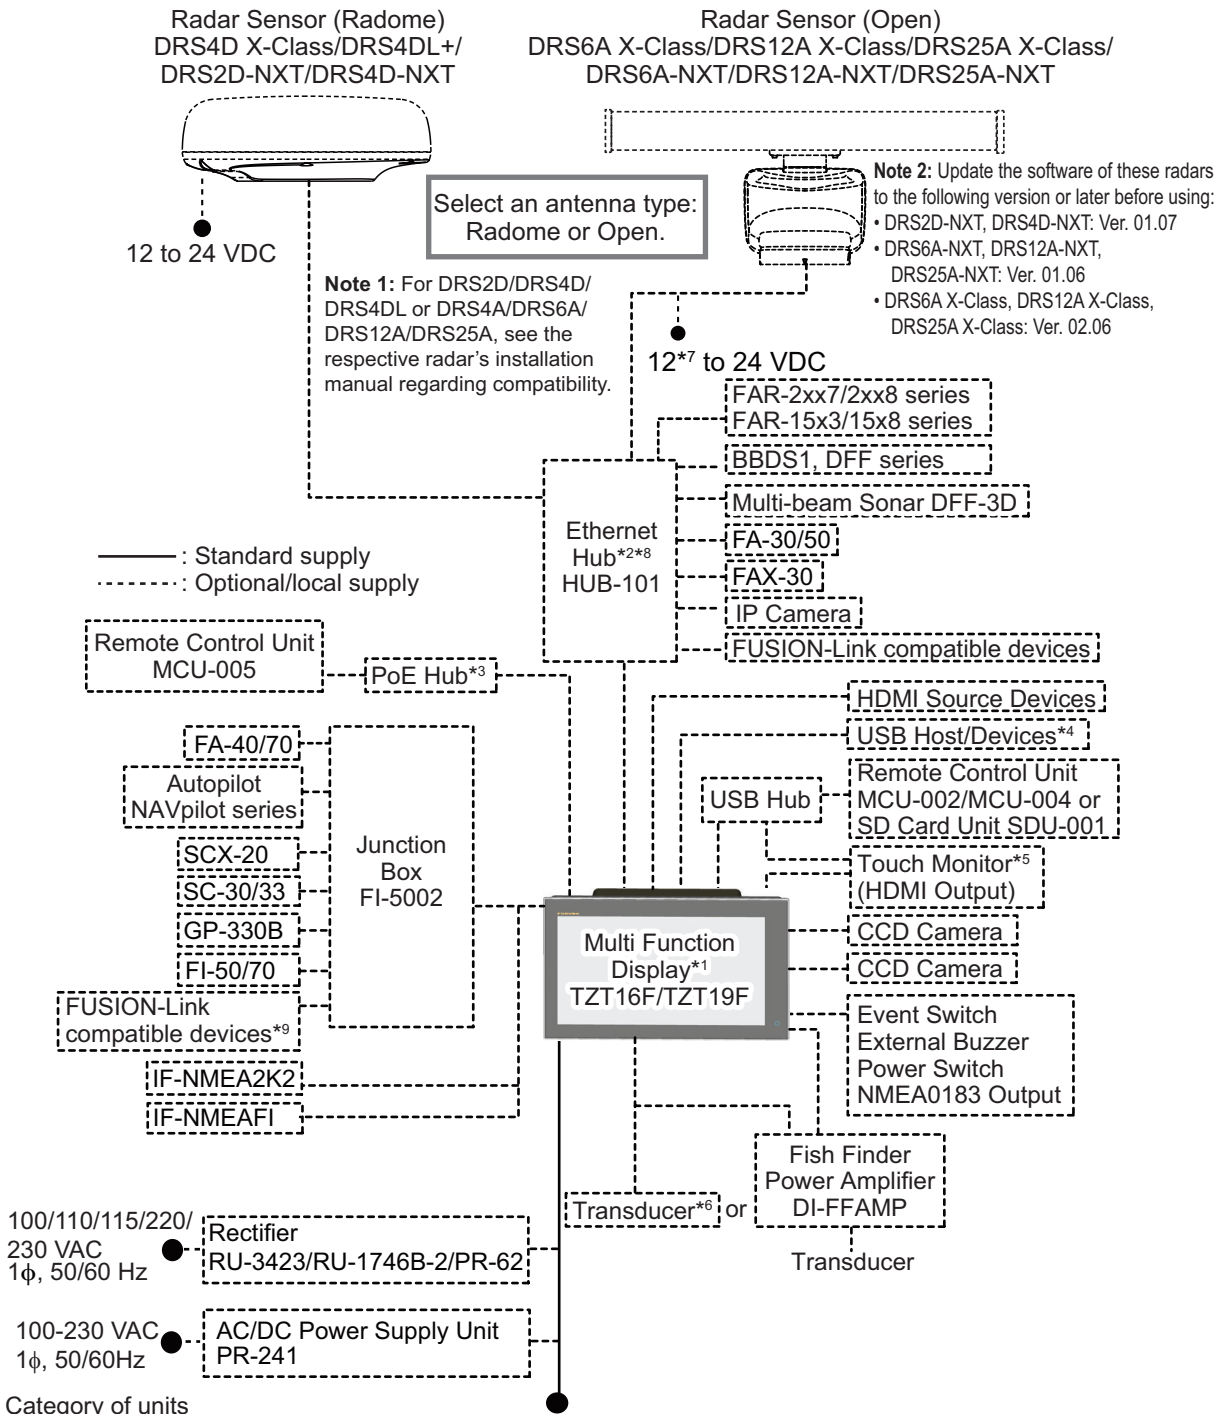 Radar Sensor (Radome)
DRS4D X-Class/DRS4DL+/
DRS2D-NXT/DRS4D-NXT
Radar Sensor (Open)
DRS6A X-Class/DRS12A X-Class/DRS25A X-Class/
DRS6A-NXT/DRS12A-NXT/DRS25A-NXT
12 to 24 VDC
Select an antenna type:
Radome or Open.
Note 2: Update the software of these radars
to the following version or later before using:
• DRS2D-NXT, DRS4D-NXT: Ver. 01.07
• DRS6A-NXT, DRS12A-NXT,
DRS25A-NXT: Ver. 01.06
• DRS6A X-Class, DRS12A X-Class,
DRS25A X-Class: Ver. 02.06
Note 1: For DRS2D/DRS4D/
DRS4DL or DRS4A/DRS6A/
DRS12A/DRS25A, see the
respective radar's installation
manual regarding compatibility.
12*7 to 24 VDC
FAR-2xx7/2xx8 series
FAR-15x3/15x8 series
BBDS1, DFF series
Multi-beam Sonar DFF-3D
FA-30/50
FAX-30
IP Camera
FUSION-Link compatible devices
Ethernet
Hub*2*8
HUB-101
: Standard supply
: Optional/local supply
Remote Control Unit
MCU-005
PoE Hub*3
HDMI Source Devices
USB Host/Devices*4
USB Hub
Remote Control Unit
MCU-002/MCU-004 or
SD Card Unit SDU-001
Touch Monitor*5
(HDMI Output)
FA-40/70
Autopilot
NAVpilot series
SCX-20
SC-30/33
GP-330B
FI-50/70
FUSION-Link
compatible devices*9
Junction
Box
FI-5002
IF-NMEA2K2
IF-NMEAFI
FURUNO
Multi Function
Display*1
TZT16F/TZT19F
CCD Camera
CCD Camera
Event Switch
External Buzzer
Power Switch
NMEA0183 Output
Transducer*6 or
Fish Finder
Power Amplifier
DI-FFAMP
Transducer
100/110/115/220/
230 VAC
1ϕ, 50/60 Hz
Rectifier
RU-3423/RU-1746B-2/PR-62
100-230 VAC
1ϕ, 50/60Hz
AC/DC Power Supply Unit
PR-241
Category of units